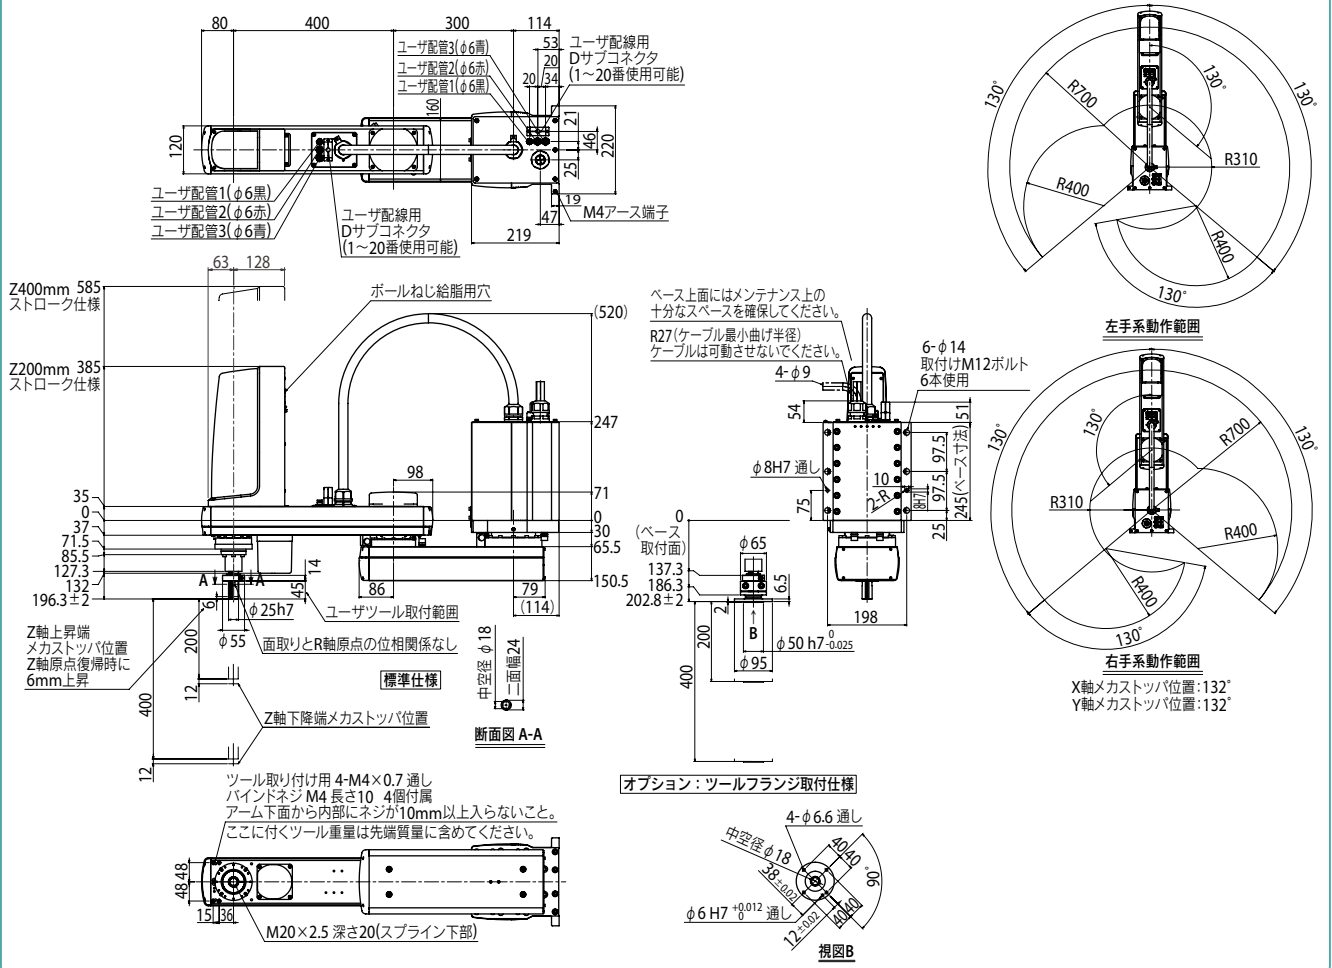 80
400
300
114
ユーザ配管3(φ6青)
ユーザ配管2(φ6赤)
ユーザ配管1(φ6黒)
53
20
20
34
ユーザ配線用
Dサブコネクタ
(1～20番使用可能)
160
120
21
46
25
220
19
47
219
M4アース端子
ユーザ配管1(φ6黒)
ユーザ配管2(φ6赤)
ユーザ配管3(φ6青)
ユーザ配線用
Dサブコネクタ
(1～20番使用可能)
63
128
Z400mm 585
ストローク仕様
Z200mm 385
ストローク仕様
ボールねじ給脂用穴
(520)
247
98
71
0
30
65.5
150.5
35
0
37
71.5
85.5
127.3
132
196.3±2
A
A
14
45
6
φ25h7
φ55
86
79
(114)
ユーザツール取付範囲
面取りとR軸原点の位相関係なし
Z軸上昇端
メカストッパ位置
Z軸原点復帰時に
6mm上昇
200
12
400
12
標準仕様
Z軸下降端メカストッパ位置
中空径 φ18
二面幅24
断面図 A-A
ベース上面にはメンテナンス上の
十分なスペースを確保してください。
R27(ケーブル最小曲げ半径)
ケーブルは可動させないでください。
4-φ9
54
6-φ14
取付けM12ボルト
6本使用
51
97.5
97.5
245(ベース寸法)
25
φ8H7 通し
75
10
2-R
8H7
198
0
(ベース
取付面)
137.3
186.3
202.8±2
φ65
6.5
2
B
φ50 h7 0 -0.025
φ95
200
400
オプション：ツールフランジ取付仕様
4-φ6.6 通し
中空径φ18
40
40
90°
38±0.02
φ6 H7 +0.012 0 通し
12±0.02
40
40
視図B
ツール取り付け用 4-M4×0.7 通し
バインドネジ M4 長さ10 4個付属
アーム下面から内部にネジが10mm以上入らないこと。
ここに付くツール重量は先端質量に含めてください。
48
48
15
36
M20×2.5 深さ20(スプライン下部)
130°
130°
130°
R700
R310
R400
R400
130°
左手系動作範囲
130°
130°
130°
R700
R310
R400
R400
130°
右手系動作範囲
X軸メカストッパ位置：132°
Y軸メカストッパ位置：132°